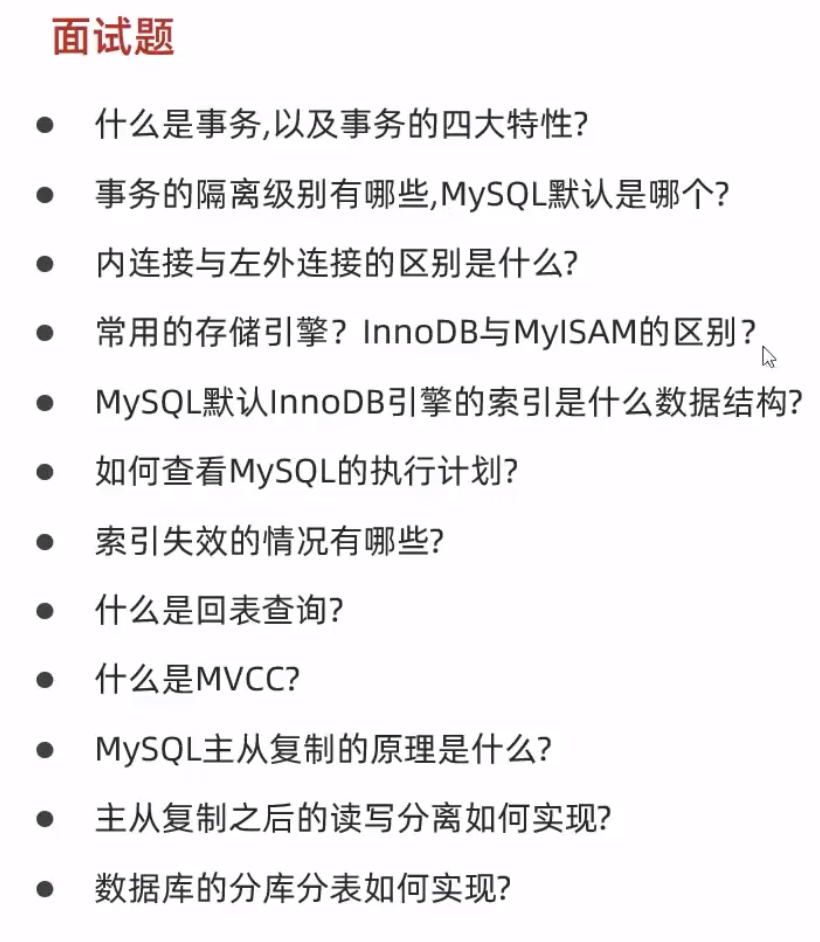 面试题
什么是事务,以及事务的四大特性?
事务的隔离级别有哪些,MySQL默认是哪个?
内连接与左外连接的区别是什么?
常用的存储引擎？InnoDB与MyISAM的区别？
MySQL默认InnoDB引擎的索引是什么数据结构?
如何查看MySQL的执行计划?
索引失效的情况有哪些?
什么是回表查询?
什么是MVCC?
MySQL主从复制的原理是什么?
主从复制之后的读写分离如何实现?
数据库的分库分表如何实现?